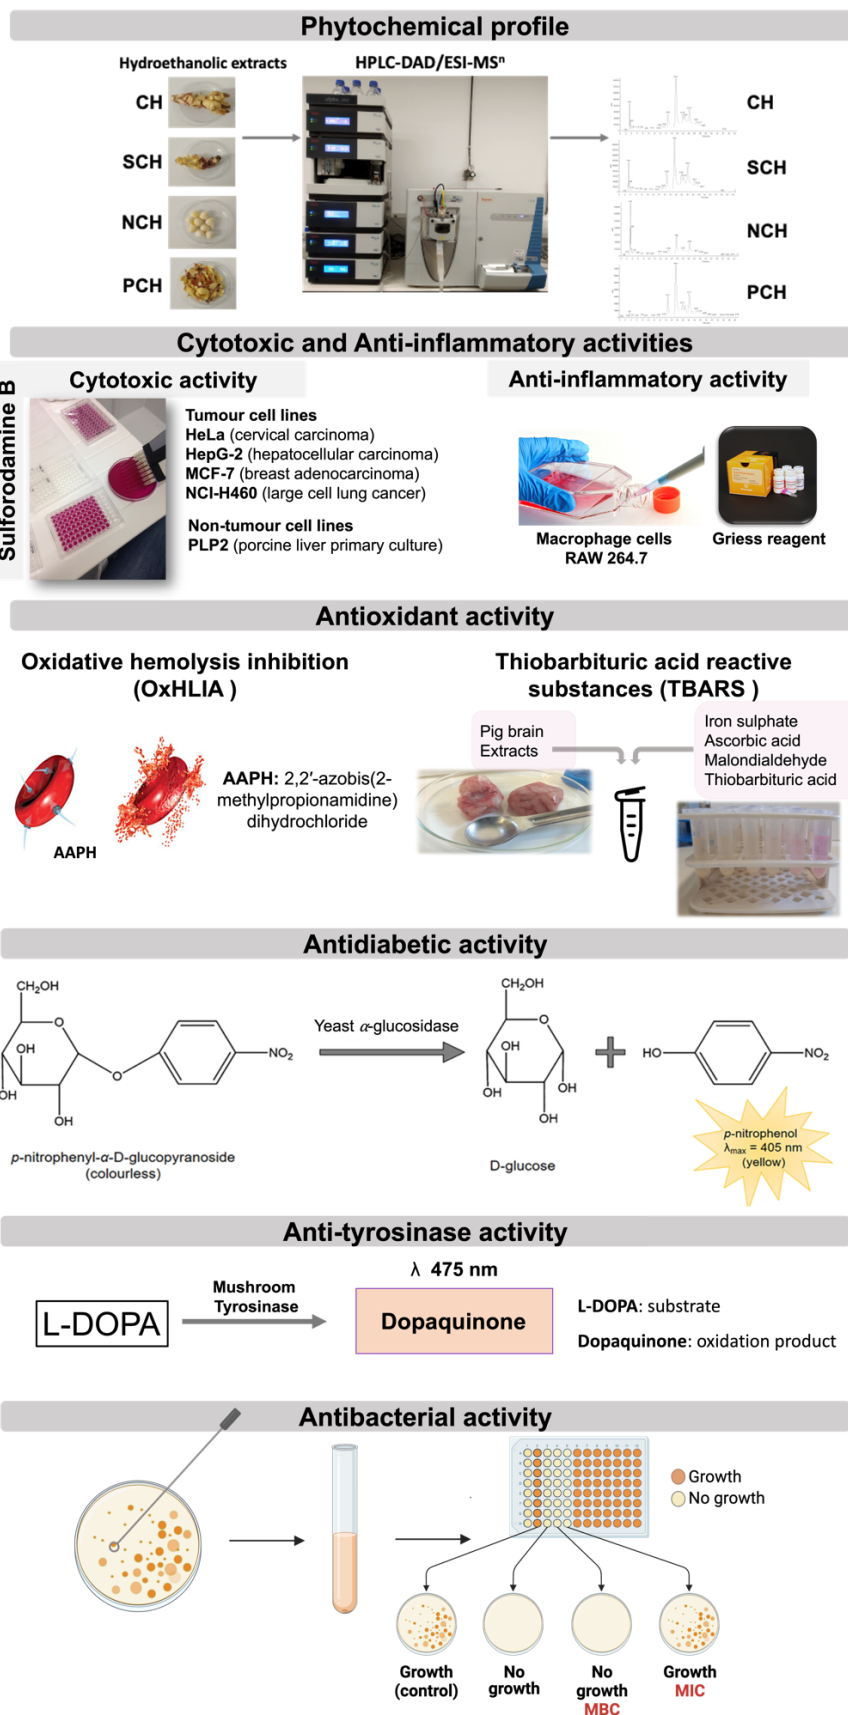 Phytochemical profile
Hydroethanolic extracts
HPLC-DAD/ESI-MSⁿ
CH
SCH
NCH
PCH
CH
SCH
NCH
PCH
Cytotoxic and Anti-inflammatory activities
Sulforodamine B
Cytotoxic activity
Tumour cell lines
HeLa (cervical carcinoma)
HepG-2 (hepatocellular carcinoma)
MCF-7 (breast adenocarcinoma)
NCI-H460 (large cell lung cancer)
Non-tumour cell lines
PLP2 (porcine liver primary culture)
Anti-inflammatory activity
Macrophage cells
RAW 264.7
Griess reagent
Antioxidant activity
Oxidative hemolysis inhibition
(OxHLIA )
AAPH
AAPH: 2,2′-azobis(2-
methylpropionamidine)
dihydrochloride
Thiobarbituric acid reactive
substances (TBARS )
Pig brain
Extracts
Iron sulphate
Ascorbic acid
Malondialdehyde
Thiobarbituric acid
Antidiabetic activity
CH₂OH
O
OH
OH
OH
O
NO₂
p-nitrophenyl-α-D-glucopyranoside
(colourless)
Yeast α-glucosidase
CH₂OH
O
OH
OH
OH
OH
D-glucose
+
HO
NO₂
p-nitrophenol
λmax = 405 nm
(yellow)
Anti-tyrosinase activity
L-DOPA
Mushroom
Tyrosinase
λ 475 nm
Dopaquinone
L-DOPA: substrate
Dopaquinone: oxidation product
Antibacterial activity
Growth
No growth
Growth
(control)
No
growth
No
growth
MBC
Growth
MIC